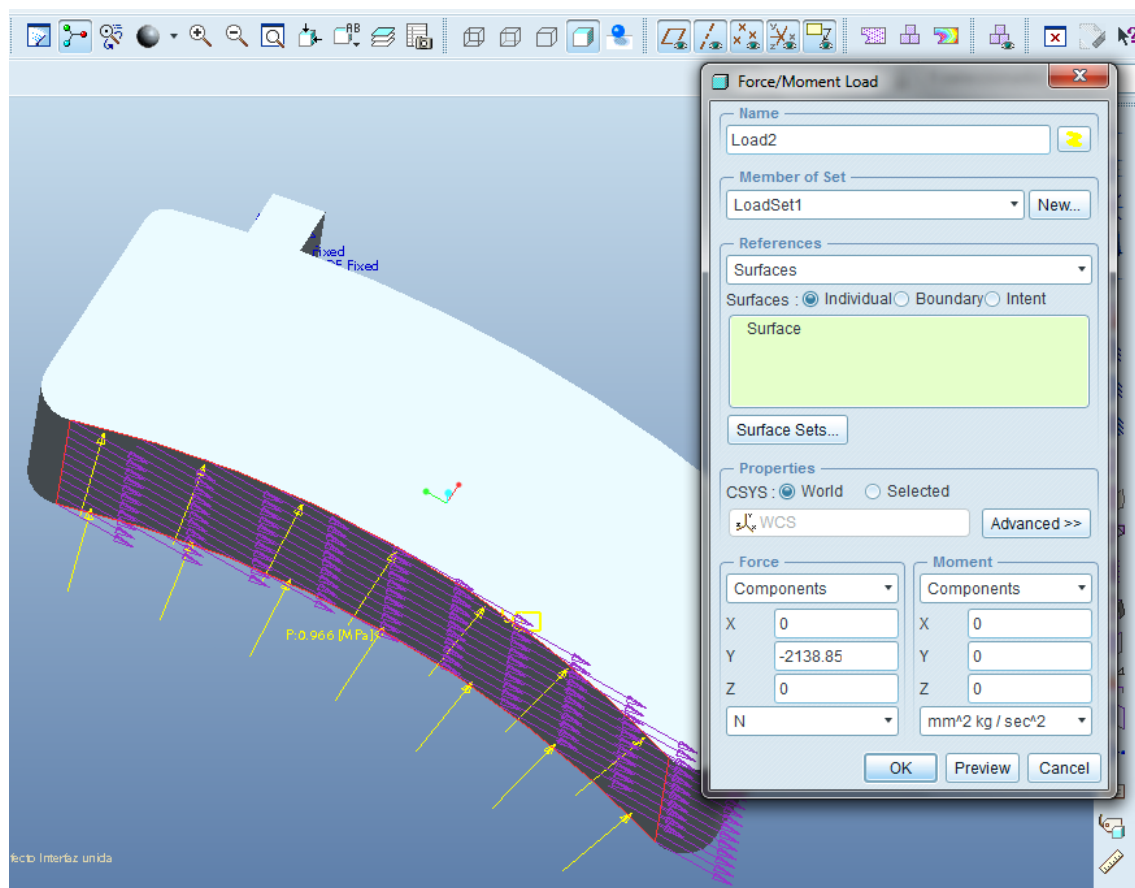 Force/Moment Load
Name
Load2
Member of Set
LoadSet1
New...
References
Surfaces
Surfaces : Individual Boundary Intent
Surface
Surface Sets...
Properties
CSYS : World Selected
WCS
Advanced >>
Force
Moment
Components
Components
X 0
X 0
Y -2138.85
Y 0
Z 0
Z 0
N
mm^2 kg / sec^2
OK
Preview
Cancel
fixed
Fixed
P:0.966 [MPa]
fecto Interfaz unida